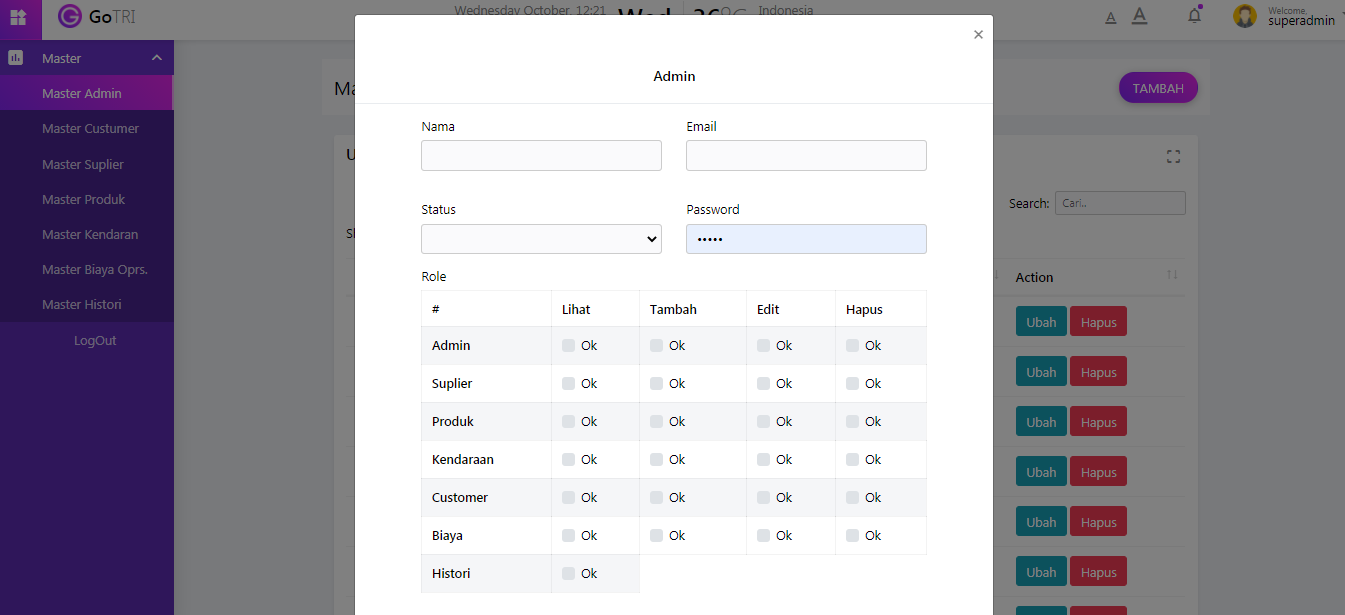 GoTRI
Wednesday October, 12:21
Indonesia
A A
Welcome,
superadmin
Master
Master Admin
Master Custumer
Master Suplier
Master Produk
Master Kendaran
Master Biaya Oprs.
Master Histori
LogOut
TAMBAH
Search: Cari..
Action
Ubah Hapus
Ubah Hapus
Ubah Hapus
Ubah Hapus
Ubah Hapus
Ubah Hapus
×
Admin
Nama Email
Status Password
•••••
Role
# Lihat Tambah Edit Hapus
Admin Ok Ok Ok Ok
Suplier Ok Ok Ok Ok
Produk Ok Ok Ok Ok
Kendaraan Ok Ok Ok Ok
Customer Ok Ok Ok Ok
Biaya Ok Ok Ok Ok
Histori Ok